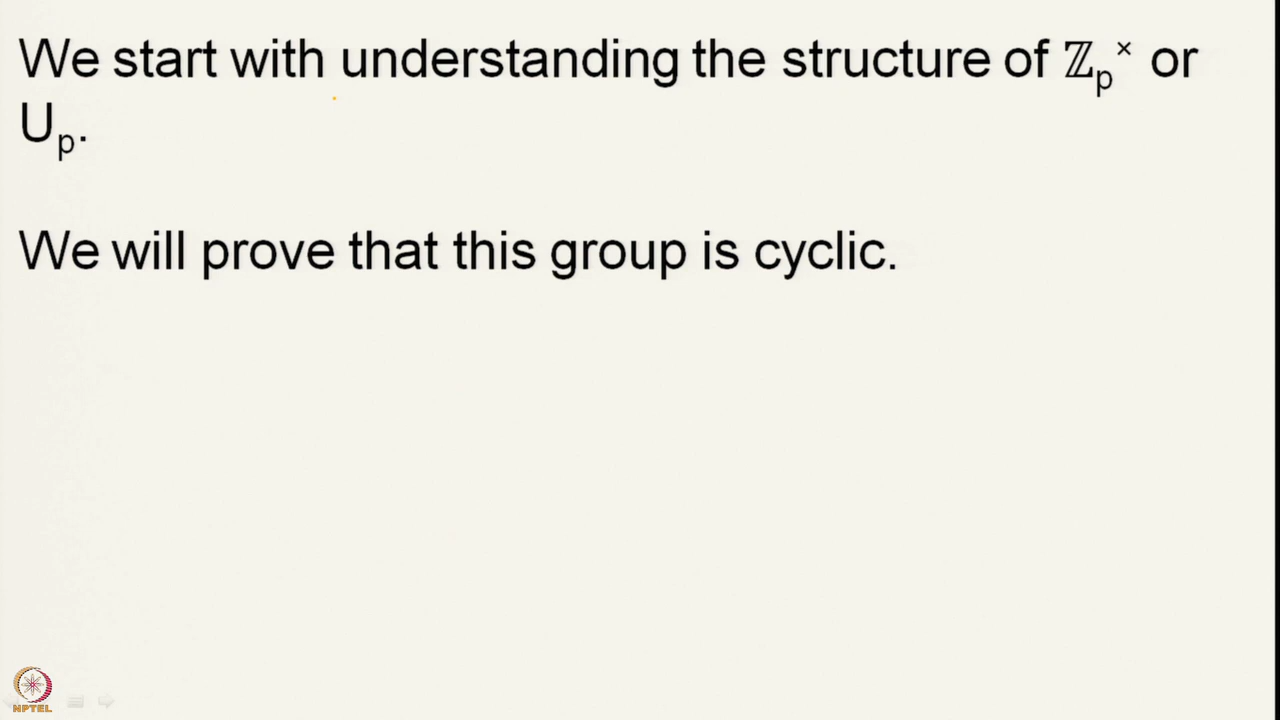 We start with understanding the structure of ℤₚ˟ or
Uₚ.
We will prove that this group is cyclic.
NPTEL